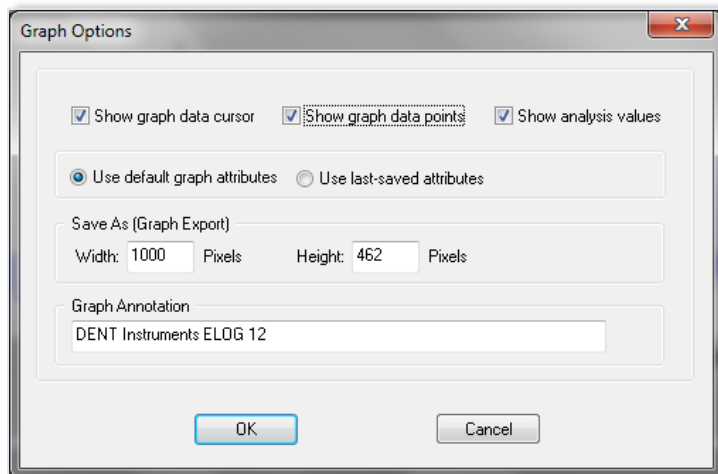 Graph Options
Show graph data cursor Show graph data points Show analysis values
Use default graph attributes Use last-saved attributes
Save As (Graph Export)
Width: 1000 Pixels Height: 462 Pixels
Graph Annotation
DENT Instruments ELOG 12
OK Cancel